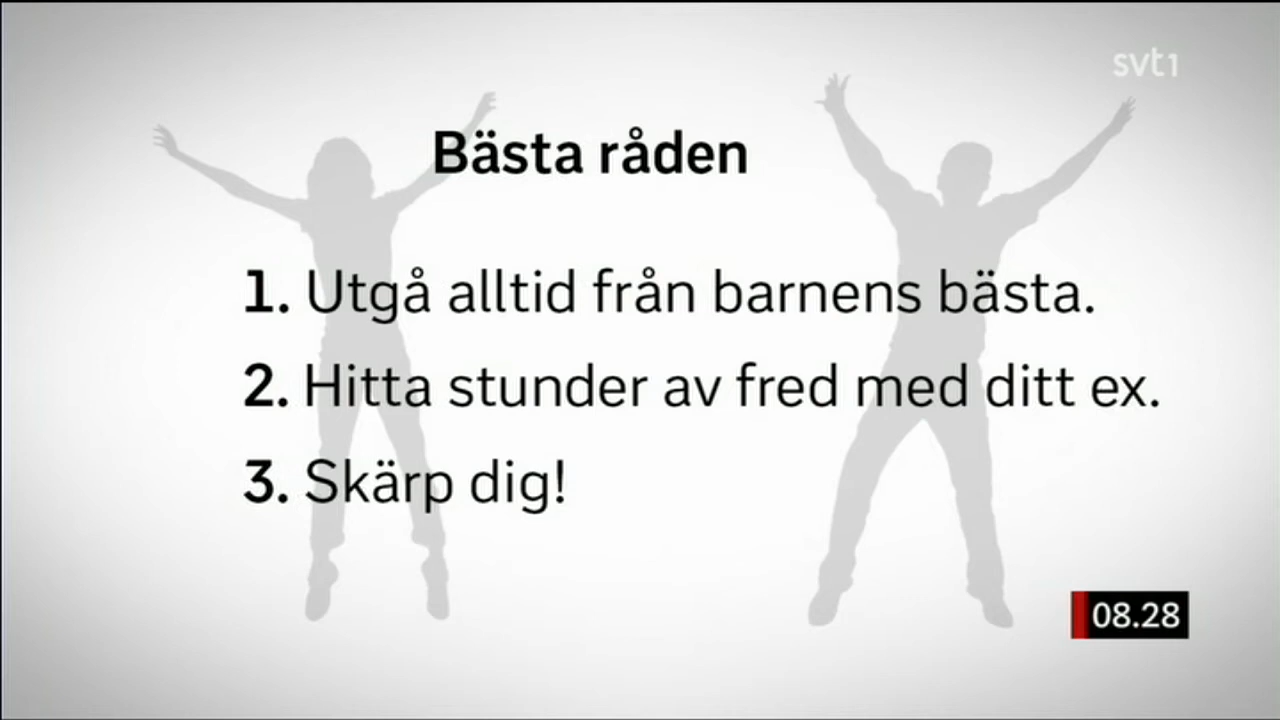 svt1
Bästa råden
1. Utgå alltid från barnens bästa.
2. Hitta stunder av fred med ditt ex.
3. Skärp dig!
08.28